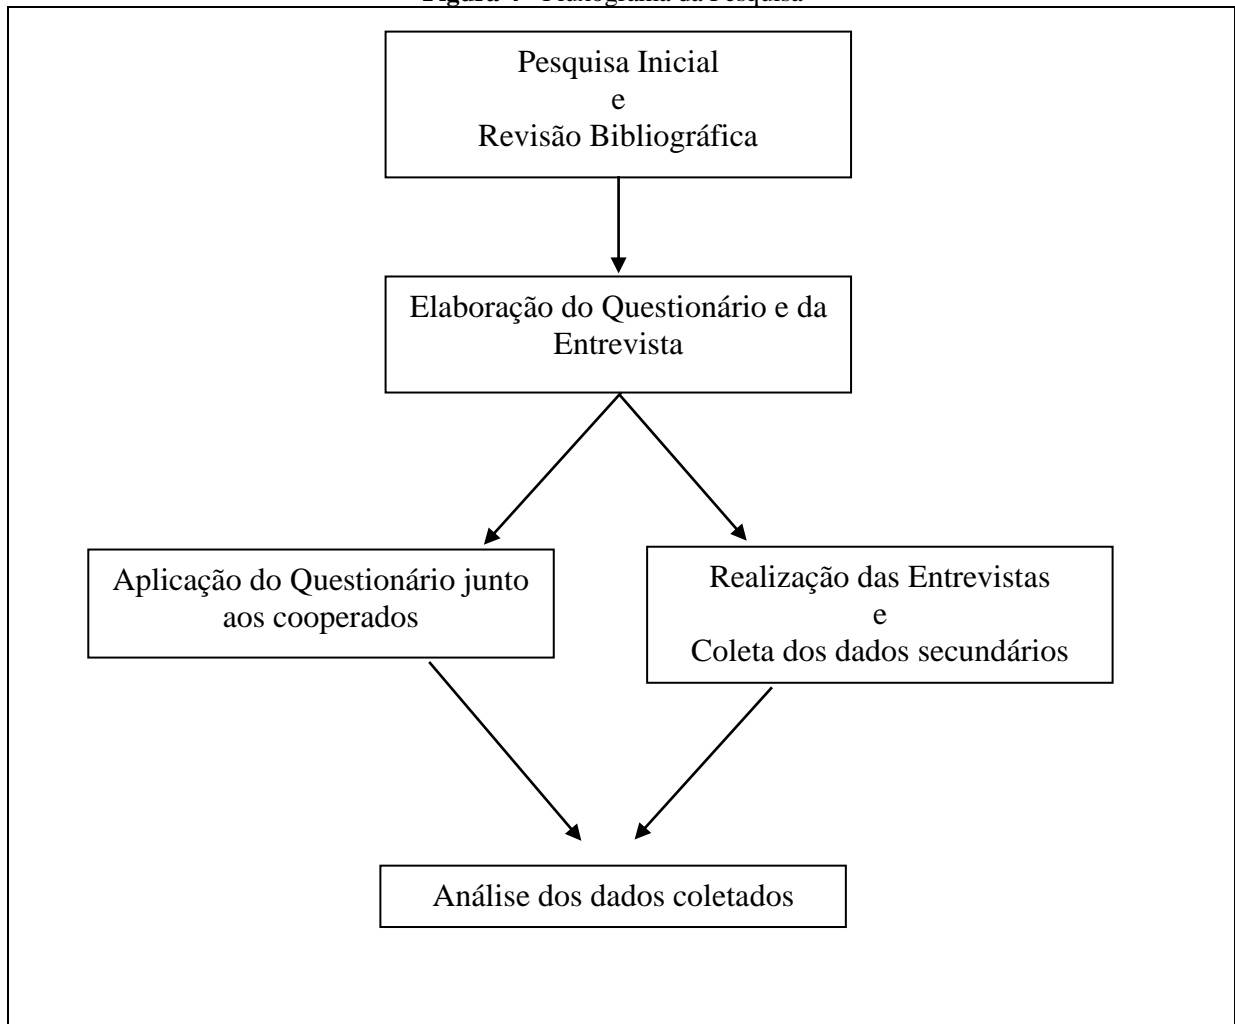 Pesquisa Inicial
e
Revisão Bibliográfica
Elaboração do Questionário e da
Entrevista
Aplicação do Questionário junto
aos cooperados
Realização das Entrevistas
e
Coleta dos dados secundários
Análise dos dados coletados